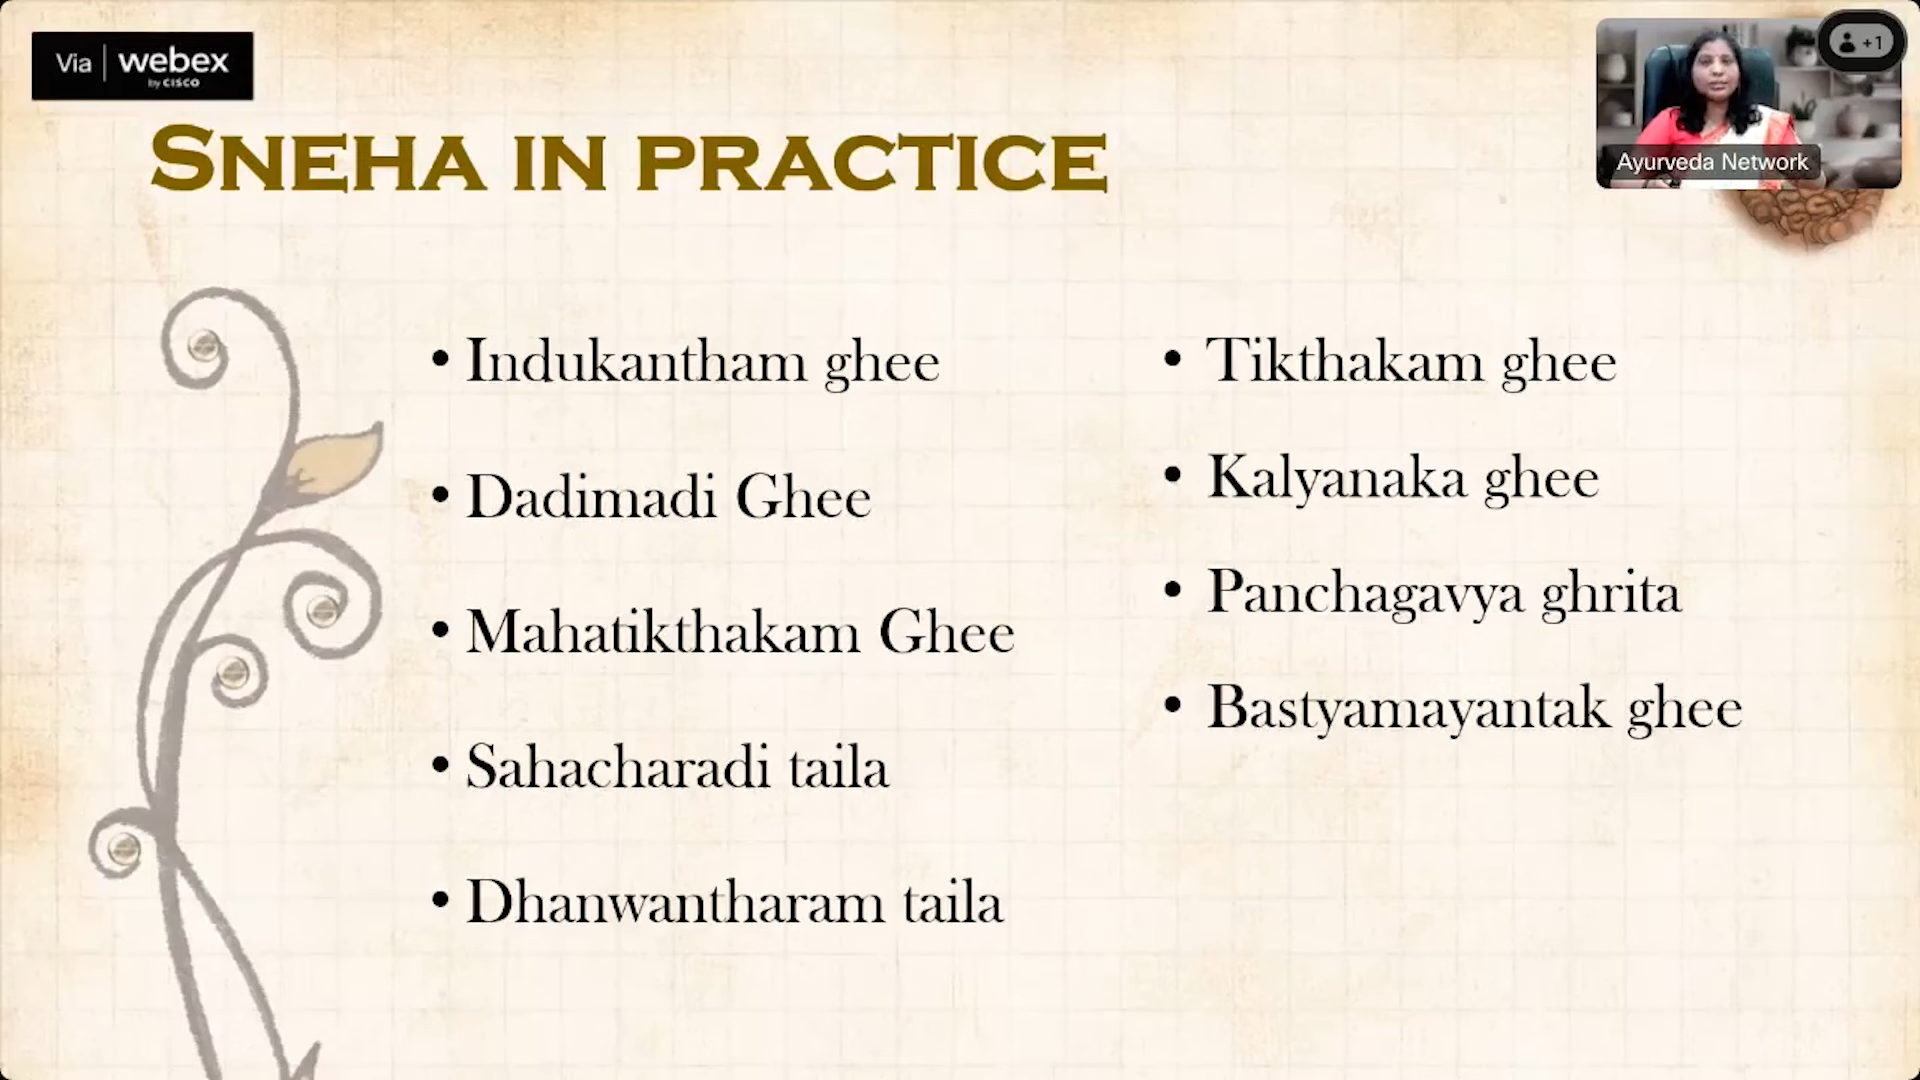 Via webex
by CISCO
+1
Ayurveda Network
SNEHA IN PRACTICE
• Indukantham ghee
• Dadimadi Ghee
• Mahatikthakam Ghee
• Sahacharadi taila
• Dhanwantharam taila
• Tikthakam ghee
• Kalyanaka ghee
• Panchagavya ghrita
• Bastyamayantak ghee